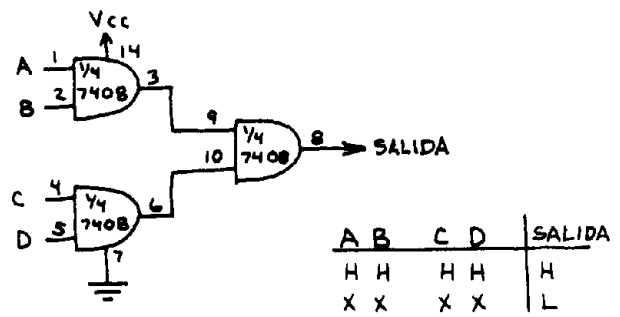 Vcc
14
A 1 1/4 3
B 2 7408
9 1/4 8 SALIDA
10 7408
C 4 1/4 6
D 5 7408
7
A B C D SALIDA
H H H H H
X X X X L